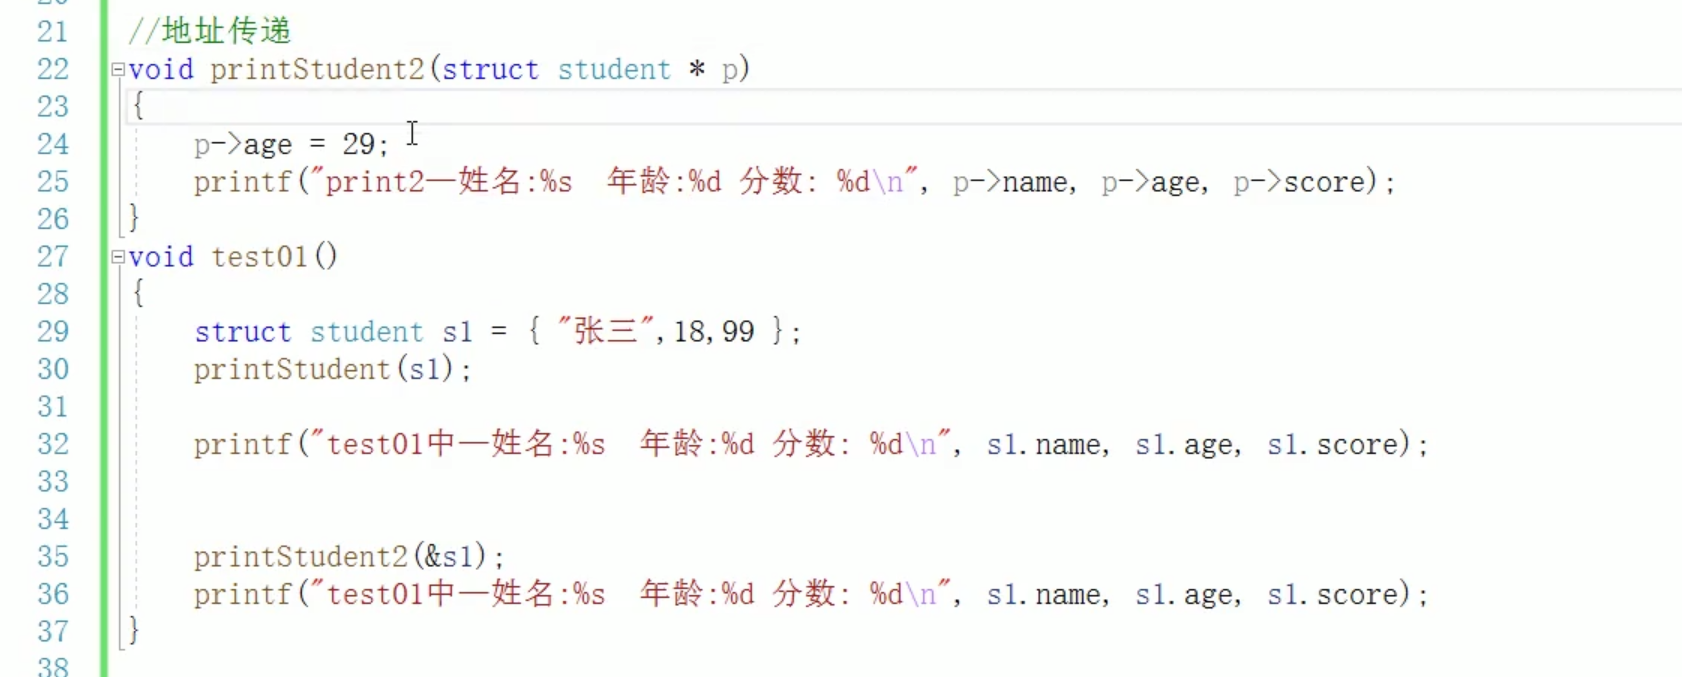 21 //地址传递
22 void printStudent2(struct student * p)
23 {
24 p->age = 29;
25 printf("print2—姓名:%s 年龄:%d 分数: %d\n", p->name, p->age, p->score);
26 }
27 void test01()
28 {
29 struct student s1 = { "张三",18,99 };
30 printStudent(s1);
31
32 printf("test01中—姓名:%s 年龄:%d 分数: %d\n", s1.name, s1.age, s1.score);
33
34
35 printStudent2(&s1);
36 printf("test01中—姓名:%s 年龄:%d 分数: %d\n", s1.name, s1.age, s1.score);
37 }
38